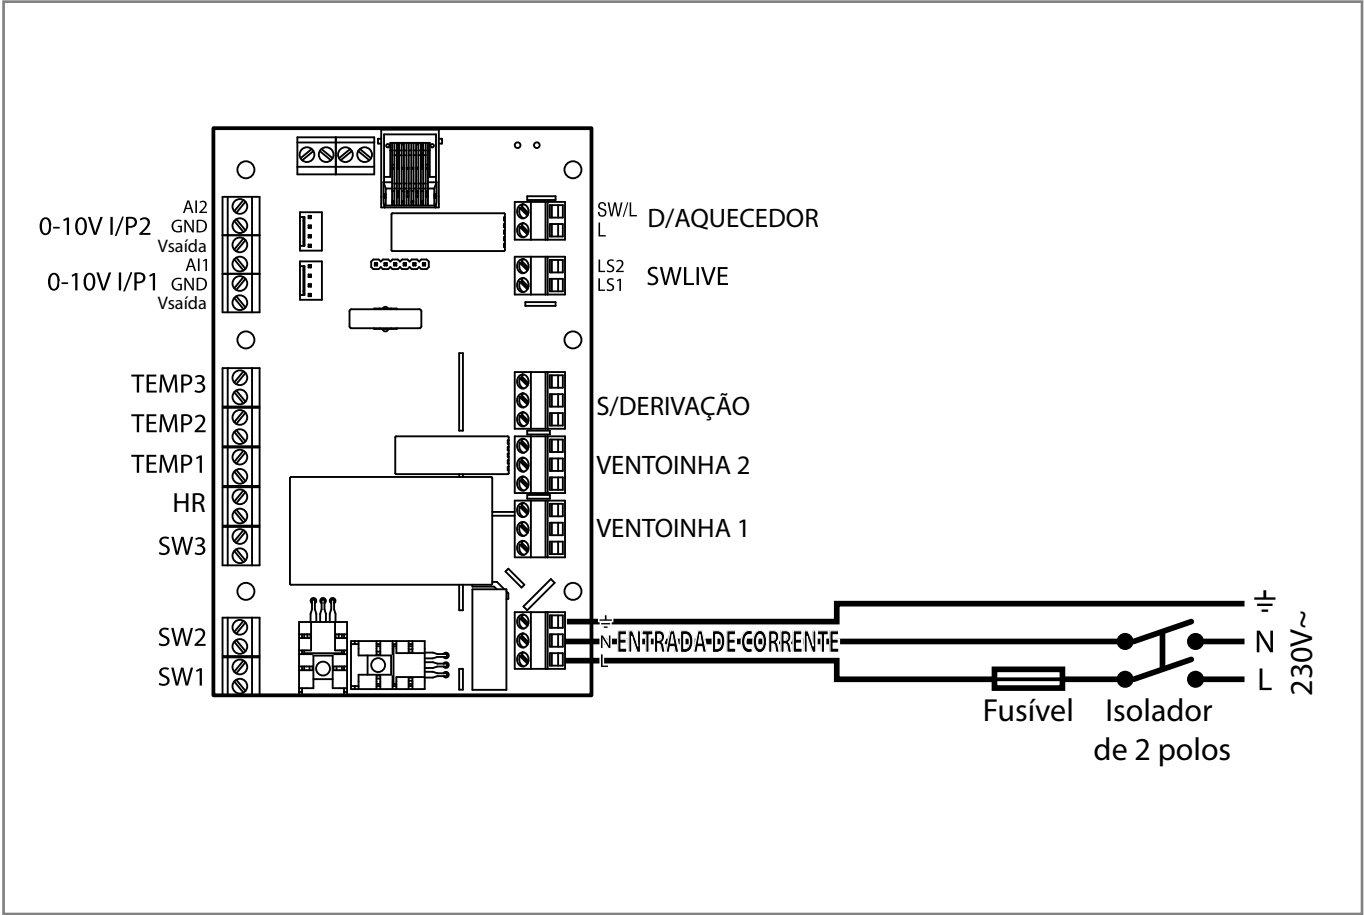 AI2
0-10V I/P2
GND
Vsaída
AI1
0-10V I/P1
GND
Vsaída
TEMP3
TEMP2
TEMP1
HR
SW3
SW2
SW1
SW/L
L
D/AQUECEDOR
LS2
LS1
SWLIVE
S/DERIVAÇÃO
VENTOINHA 2
VENTOINHA 1
N
L
ENTRADA DE CORRENTE
N
L
230V~
Fusível
Isolador
de 2 polos